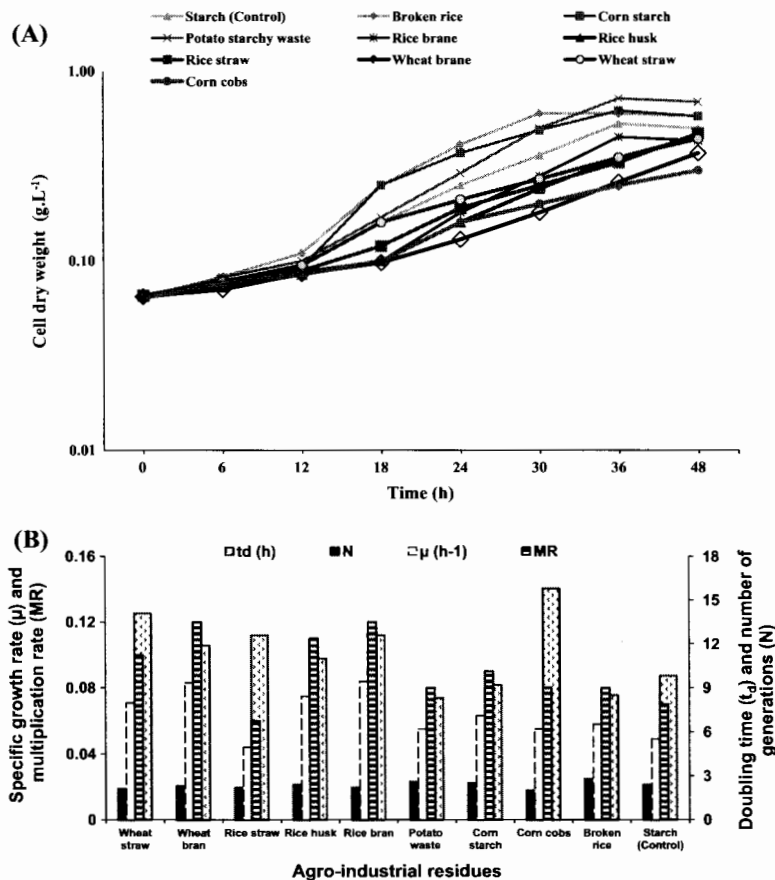 (A)
Starch (Control) Broken rice Corn starch
Potato starchy waste Rice brane Rice husk
Rice straw Wheat brane Wheat straw
Corn cobs
Cell dry weight (g.L-1)
1.00
0.10
0.01
0 6 12 18 24 30 36 48
Time (h)
(B)
td (h) N μ (h-1) MR
Specific growth rate (μ) and
multiplication rate (MR)
0.16
0.12
0.08
0.04
0
18
15
12
9
6
3
0
Doubling time (td) and number of
generations (N)
Wheat straw
Wheat bran
Rice straw
Rice husk
Rice bran
Potato waste
Corn starch
Corn cobs
Broken rice
Starch (Control)
Agro-industrial residues